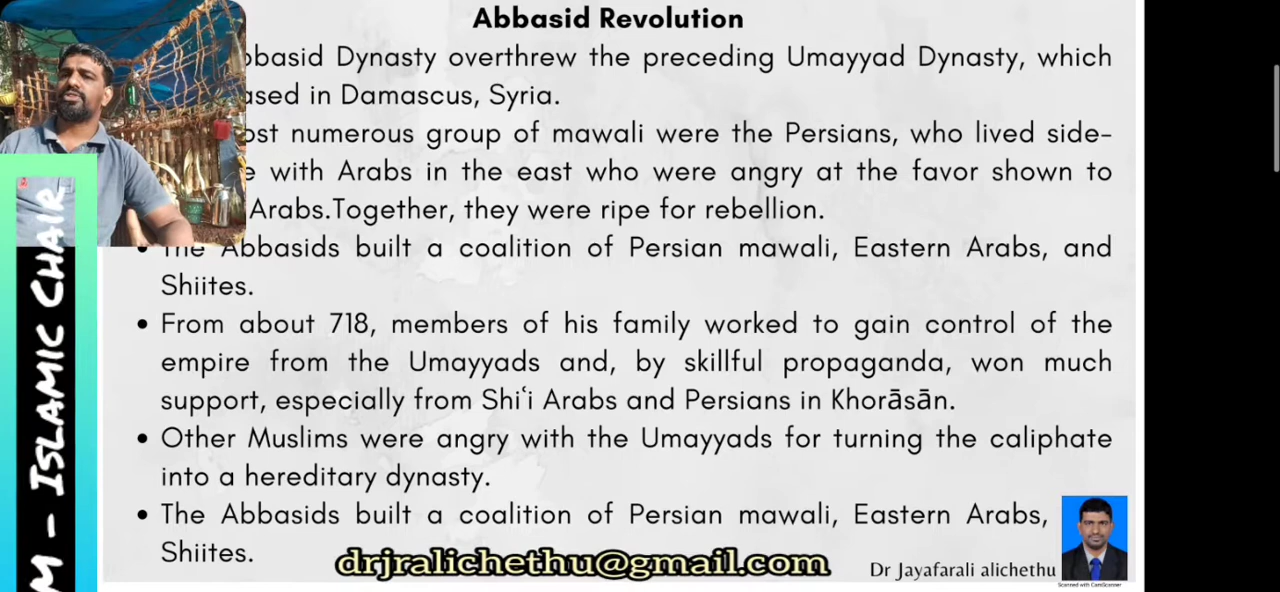 Abbasid Revolution
bbasid Dynasty overthrew the preceding Umayyad Dynasty, which
ased in Damascus, Syria.
ost numerous group of mawali were the Persians, who lived side-
e with Arabs in the east who were angry at the favor shown to
Arabs.Together, they were ripe for rebellion.
• The Abbasids built a coalition of Persian mawali, Eastern Arabs, and
Shiites.
• From about 718, members of his family worked to gain control of the
empire from the Umayyads and, by skillful propaganda, won much
support, especially from Shiʿi Arabs and Persians in Khorāsān.
• Other Muslims were angry with the Umayyads for turning the caliphate
into a hereditary dynasty.
• The Abbasids built a coalition of Persian mawali, Eastern Arabs,
Shiites.
drjralichethu@gmail.com
Dr Jayafarali alichethu
Scanned with CamScanner
M - ISLAMIC CHAIR